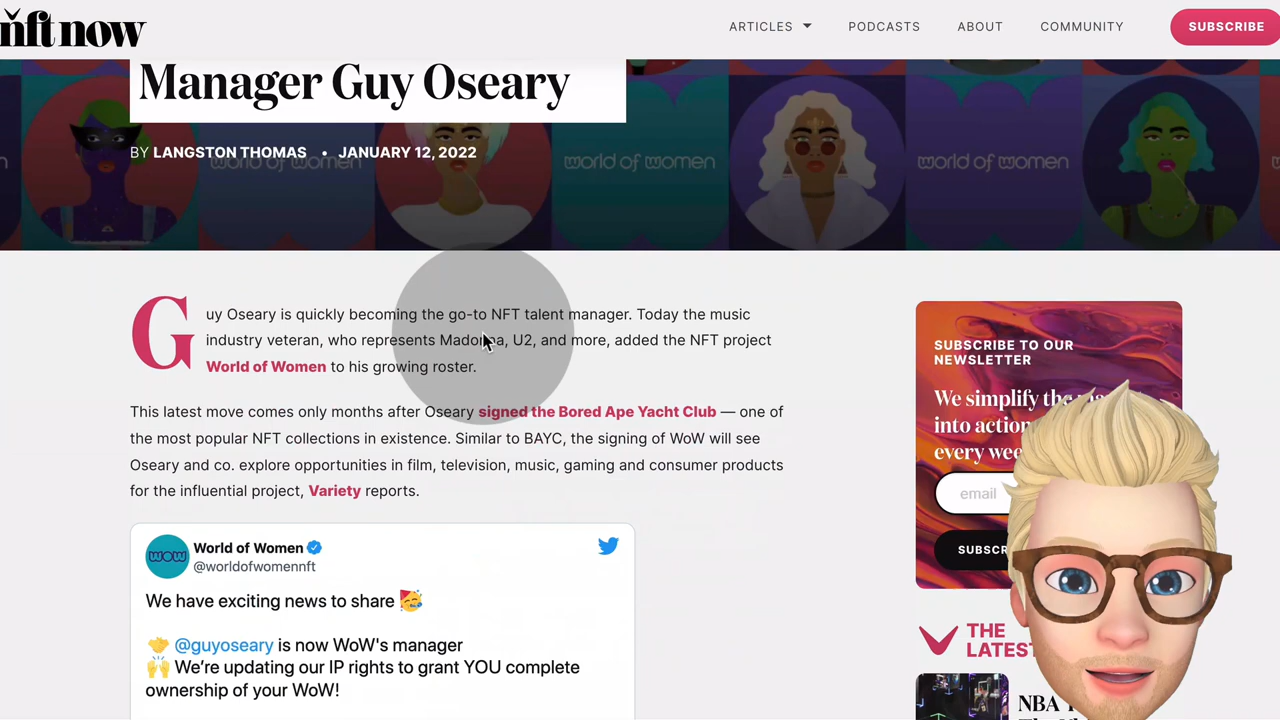 nft now
ARTICLES
PODCASTS
ABOUT
COMMUNITY
SUBSCRIBE
Manager Guy Oseary
BY LANGSTON THOMAS • JANUARY 12, 2022
world of women
world of women
world of women
Guy Oseary is quickly becoming the go-to NFT talent manager. Today the music
industry veteran, who represents Madonna, U2, and more, added the NFT project
World of Women to his growing roster.
This latest move comes only months after Oseary signed the Bored Ape Yacht Club — one of
the most popular NFT collections in existence. Similar to BAYC, the signing of WoW will see
Oseary and co. explore opportunities in film, television, music, gaming and consumer products
for the influential project, Variety reports.
WOW
World of Women
@worldofwomennft
We have exciting news to share 🥳
🤝 @guyoseary is now WoW's manager
🙌 We're updating our IP rights to grant YOU complete
ownership of your WoW!
SUBSCRIBE TO OUR
NEWSLETTER
We simplify the
into action
every
email
THE
LATEST
NBA